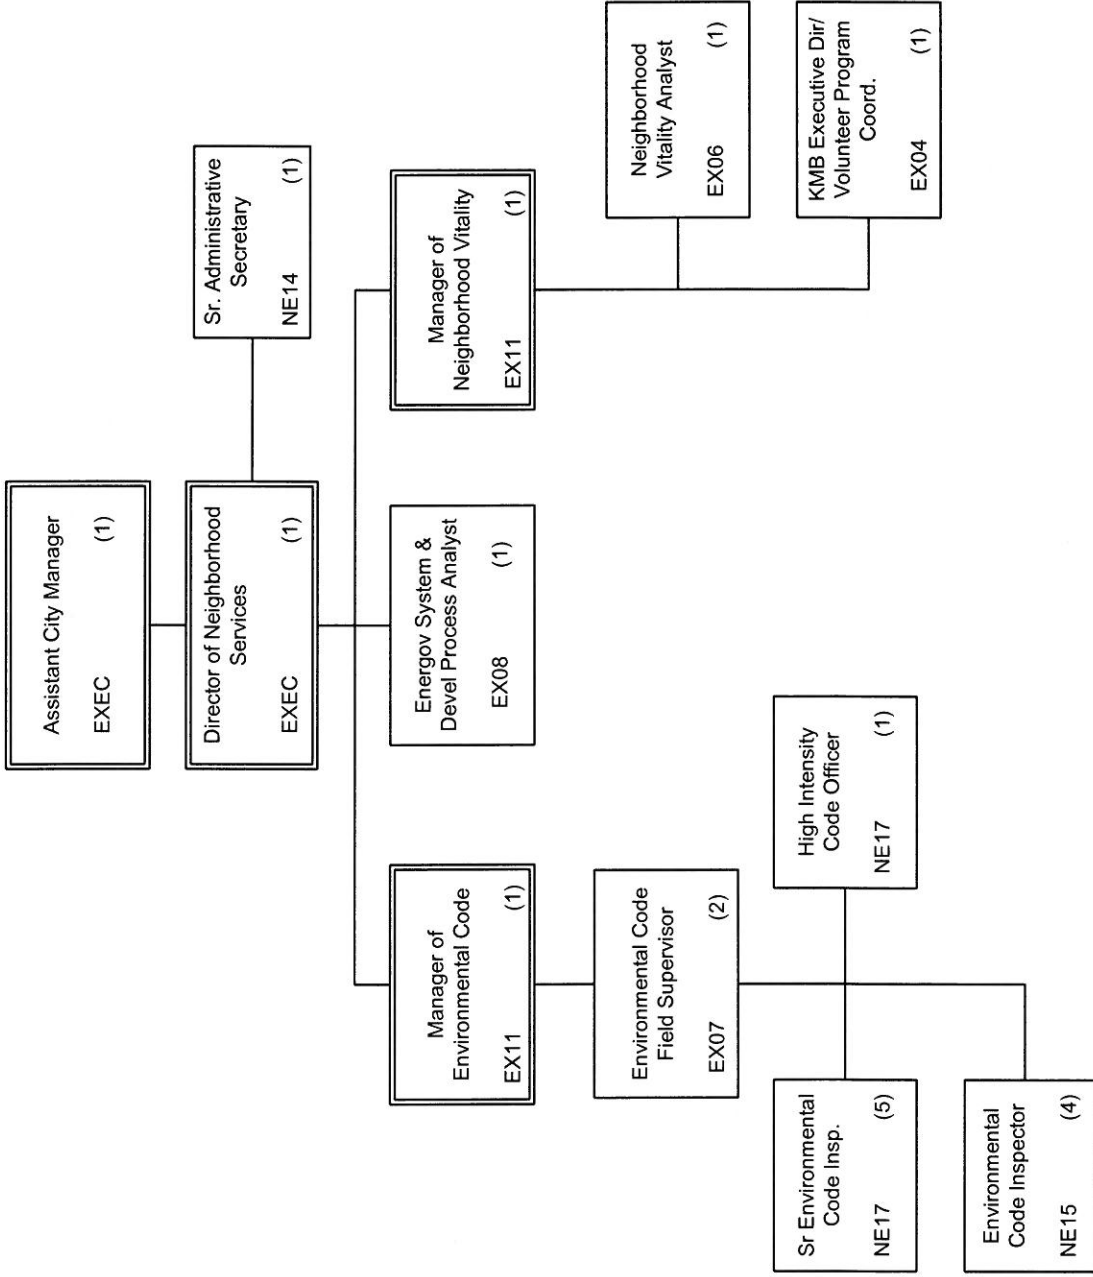 Assistant City Manager
EXEC (1)
Director of Neighborhood
Services
EXEC (1)
Sr. Administrative
Secretary
NE14 (1)
Manager of
Environmental Code
EX11 (1)
Energov System &
Devel Process Analyst
EX08 (1)
Manager of
Neighborhood Vitality
EX11 (1)
Environmental Code
Field Supervisor
EX07 (2)
Neighborhood
Vitality Analyst
EX06 (1)
Sr Environmental
Code Insp.
NE17 (5)
High Intensity
Code Officer
NE17 (1)
KMB Executive Dir/
Volunteer Program
Coord.
EX04 (1)
Environmental
Code Inspector
NE15 (4)